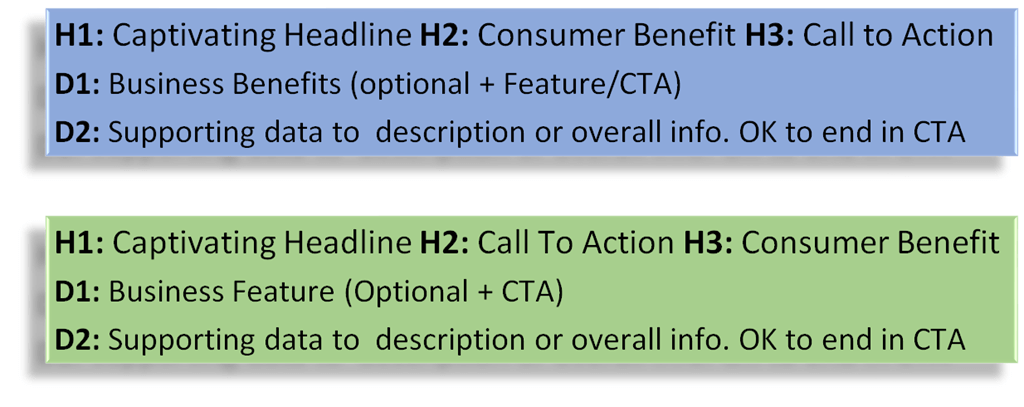 H1: Captivating Headline H2: Consumer Benefit H3: Call to Action
D1: Business Benefits (optional + Feature/CTA)
D2: Supporting data to  description or overall info. OK to end in CTA
H1: Captivating Headline H2: Call To Action H3: Consumer Benefit
D1: Business Feature (Optional + CTA)
D2: Supporting data to  description or overall info. OK to end in CTA